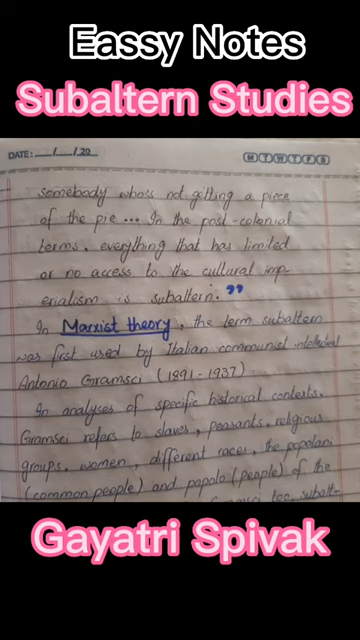 Eassy Notes
Subaltern Studies
DATE: __/__/20
M T W T F S
somebody who's not getting a piece
of the pie... In the post-colonial
terms, everything that has limited
or no access to the cultural imp-
erialism is subaltern."
In Marxist theory, the term subaltern
was first used by Italian communist intellectual
Antonio Gramsci (1891-1937)
In analyses of specific historical contexts,
Gramsci refers to slaves, peasants, religious
groups, women, different races, the popolani
(common people) and popolo (people) of the
subalt-
Gayatri Spivak